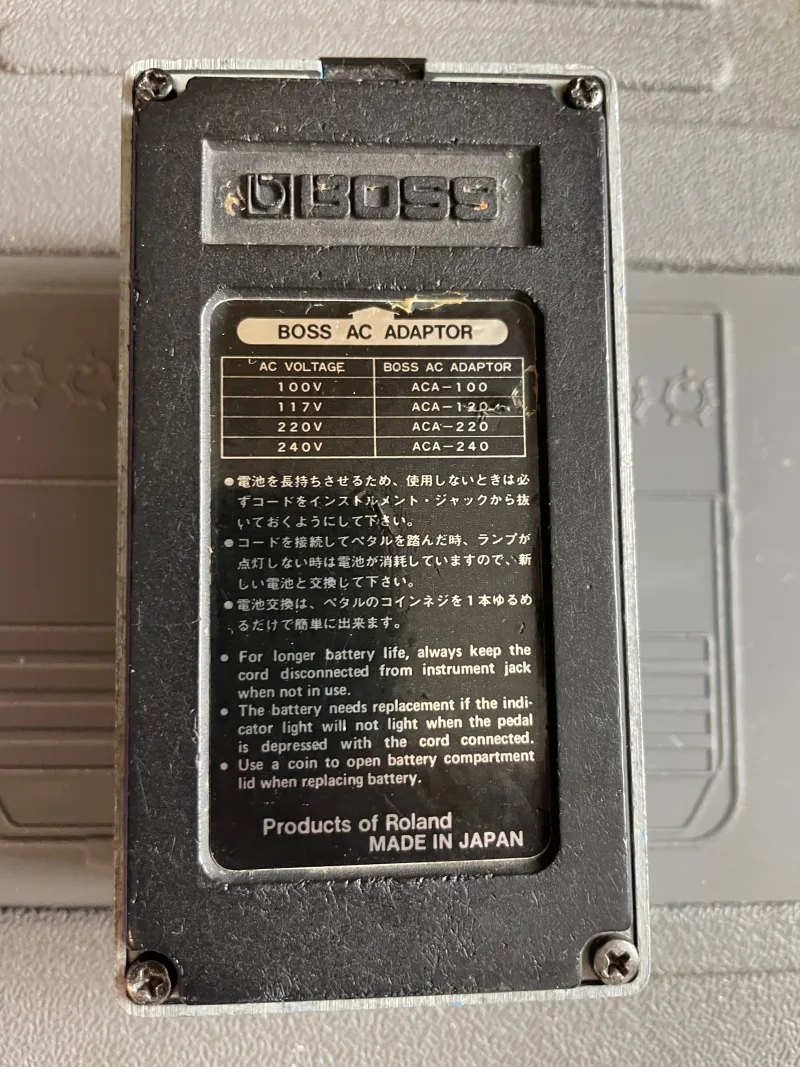 BOSS
BOSS AC ADAPTOR
AC VOLTAGE BOSS AC ADAPTOR
100V ACA-100
117V ACA-120
220V ACA-220
240V ACA-240
●電池を長持ちさせるため、使用しないときは必
ずコードをインストルメント・ジャックから抜
いておくようにして下さい。
●コードを接続してペタルを踏んだ時、ランプが
点灯しない時は電池が消耗していますので、新
しい電池と交換して下さい。
●電池交換は、ペタルのコインネジを1本ゆるめ
るだけで簡単に出来ます。
● For longer battery life, always keep the
cord disconnected from instrument jack
when not in use.
● The battery needs replacement if the indi-
cator light will not light when the pedal
is depressed with the cord connected.
● Use a coin to open battery compartment
lid when replacing battery.
Products of Roland
MADE IN JAPAN